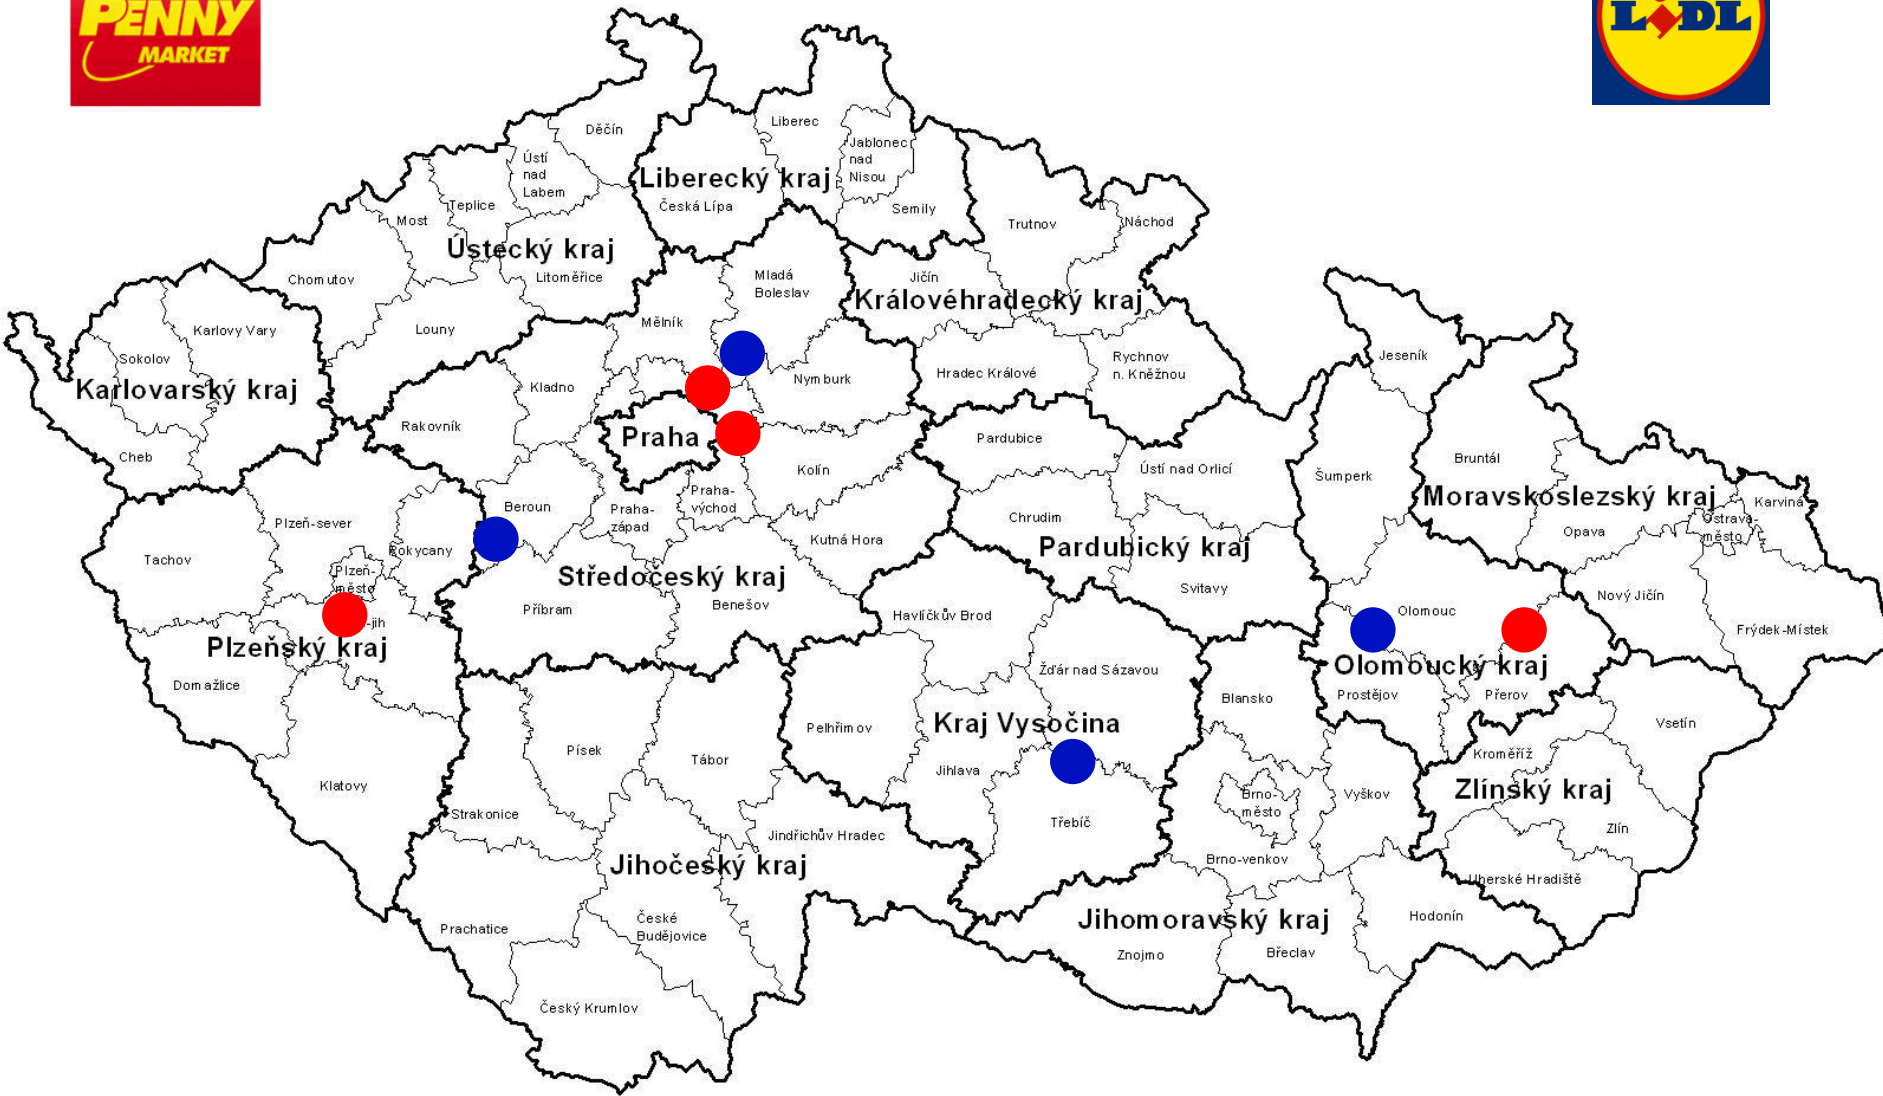 PENNY
MARKET
LIDL
Děčín
Liberec
Jablonec
nad
Nisou
Ústí
nad
Labem
Liberecký kraj
Česká Lípa
Semily
Teplice
Most
Trutnov
Náchod
Ústecký kraj
Litoměřice
Chomutov
Mladá
Boleslav
Jičín
Královéhradecký kraj
Mělník
Louny
Karlovy Vary
Sokolov
Karlovarský kraj
Cheb
Kladno
Nymburk
Hradec Králové
Rychnov
n. Kněžnou
Jeseník
Rakovník
Praha
Pardubice
Kolín
Ústí nad Orlicí
Šumperk
Bruntál
Moravskoslezský kraj
Karviná
Ostrava-
město
Opava
Beroun
Praha-
východ
Praha-
západ
Chrudim
Plzeň-sever
Rokycany
Tachov
Plzeň-
město
-jih
Kutná Hora
Pardubický kraj
Středočeský kraj
Svitavy
Příbram
Benešov
Havlíčkův Brod
Olomouc
Nový Jičín
Frýdek-Místek
Plzeňský kraj
Olomoucký kraj
Domažlice
Žďár nad Sázavou
Blansko
Prostějov
Přerov
Vsetín
Pelhřimov
Kraj Vysočina
Písek
Tábor
Jihlava
Kroměříž
Zlínský kraj
Klatovy
Brno-
město
Vyškov
Strakonice
Třebíč
Zlín
Jindřichův Hradec
Jihočeský kraj
Brno-venkov
Uherské Hradiště
Prachatice
České
Budějovice
Jihomoravský kraj
Hodonín
Znojmo
Břeclav
Český Krumlov